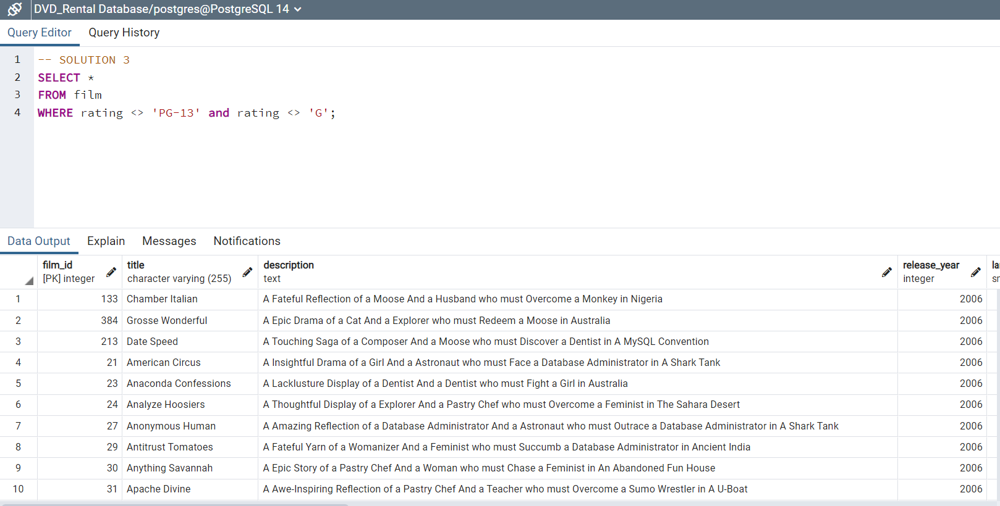 DVD_Rental Database/postgres@PostgreSQL 14
Query Editor Query History
1 -- SOLUTION 3
2 SELECT *
3 FROM film
4 WHERE rating <> 'PG-13' and rating <> 'G';
Data Output Explain Messages Notifications
film_id title description release_year la
[PK] integer character varying (255) text integer sr
1 133 Chamber Italian A Fateful Reflection of a Moose And a Husband who must Overcome a Monkey in Nigeria 2006
2 384 Grosse Wonderful A Epic Drama of a Cat And a Explorer who must Redeem a Moose in Australia 2006
3 213 Date Speed A Touching Saga of a Composer And a Moose who must Discover a Dentist in A MySQL Convention 2006
4 21 American Circus A Insightful Drama of a Girl And a Astronaut who must Face a Database Administrator in A Shark Tank 2006
5 23 Anaconda Confessions A Lacklusture Display of a Dentist And a Dentist who must Fight a Girl in Australia 2006
6 24 Analyze Hoosiers A Thoughtful Display of a Explorer And a Pastry Chef who must Overcome a Feminist in The Sahara Desert 2006
7 27 Anonymous Human A Amazing Reflection of a Database Administrator And a Astronaut who must Outrace a Database Administrator in A Shark Tank 2006
8 29 Antitrust Tomatoes A Fateful Yarn of a Womanizer And a Feminist who must Succumb a Database Administrator in Ancient India 2006
9 30 Anything Savannah A Epic Story of a Pastry Chef And a Woman who must Chase a Feminist in An Abandoned Fun House 2006
10 31 Apache Divine A Awe-Inspiring Reflection of a Pastry Chef And a Teacher who must Overcome a Sumo Wrestler in A U-Boat 2006